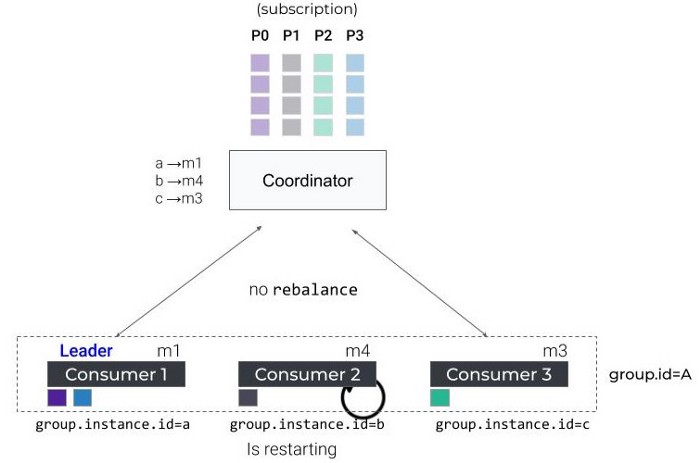 (subscription)
P0 P1 P2 P3
a →m1
b →m4
c →m3
Coordinator
no rebalance
Leader m1 m4 m3
Consumer 1 Consumer 2 Consumer 3
group.id=A
group.instance.id=a group.instance.id=b group.instance.id=c
Is restarting